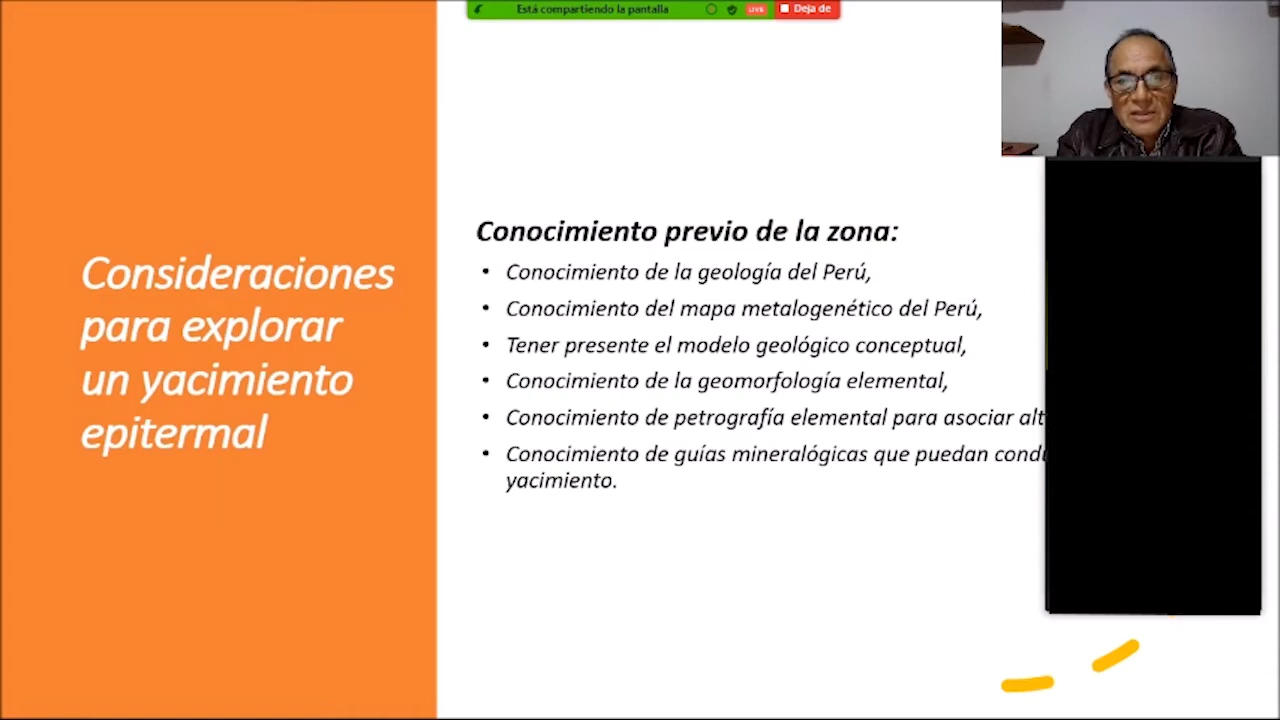 Está compartiendo la pantalla
LIVE
Deja de
Consideraciones
para explorar
un yacimiento
epitermal
Conocimiento previo de la zona:
• Conocimiento de la geología del Perú,
• Conocimiento del mapa metalogenético del Perú,
• Tener presente el modelo geológico conceptual,
• Conocimiento de la geomorfología elemental,
• Conocimiento de petrografía elemental para asociar
• Conocimiento de guías mineralógicas que puedan
yacimiento.